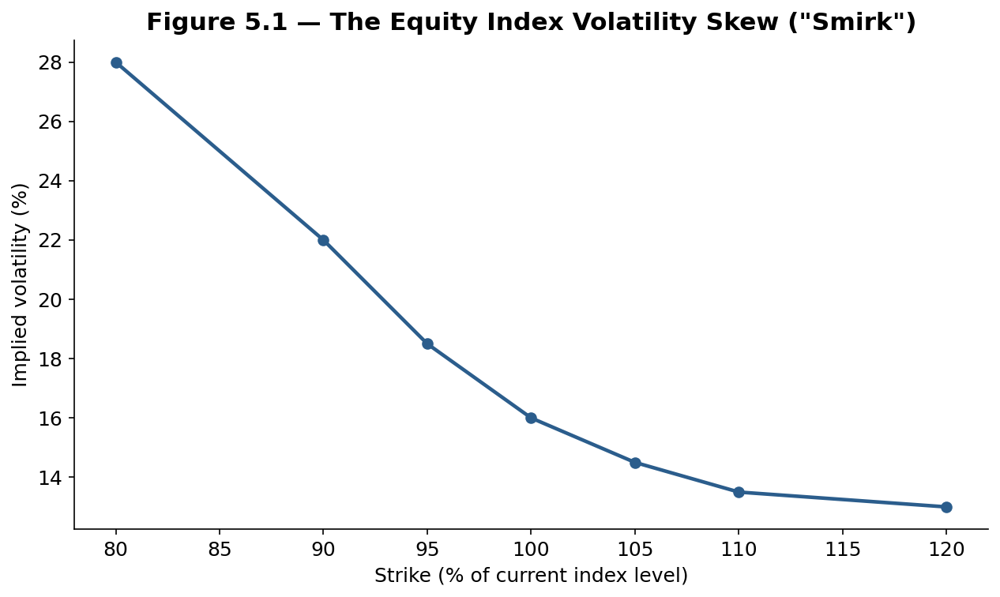 Figure 5.1 — The Equity Index Volatility Skew ("Smirk")
Implied volatility (%)
28
26
24
22
20
18
16
14
80 85 90 95 100 105 110 115 120
Strike (% of current index level)